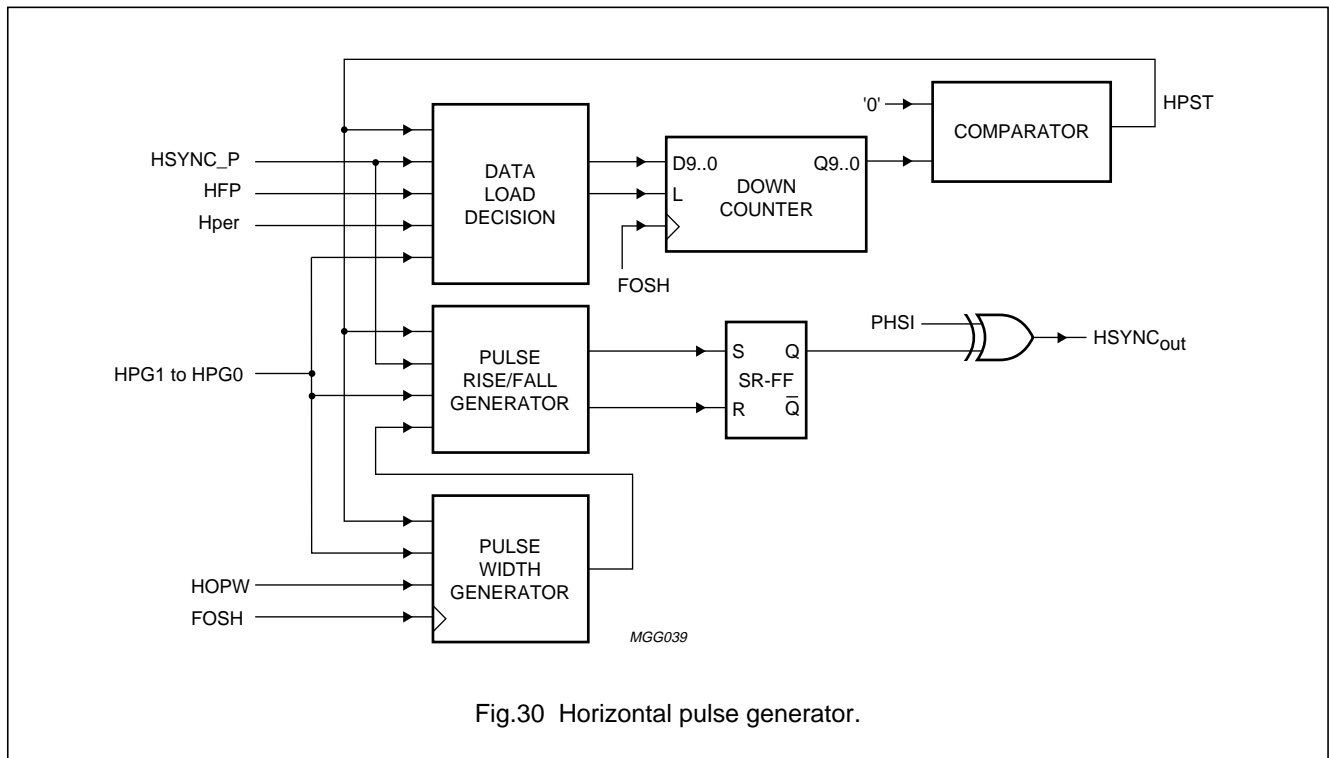 '0'
COMPARATOR
HPST
HSYNC_P
HFP
Hper
DATA
LOAD
DECISION
D9..0
Q9..0
L
DOWN
COUNTER
FOSH
HPG1 to HPG0
PULSE
RISE/FALL
GENERATOR
S
Q
SR-FF
R
Q̅
PHSI
HSYNCout
HOPW
FOSH
PULSE
WIDTH
GENERATOR
MGG039
Fig.30 Horizontal pulse generator.